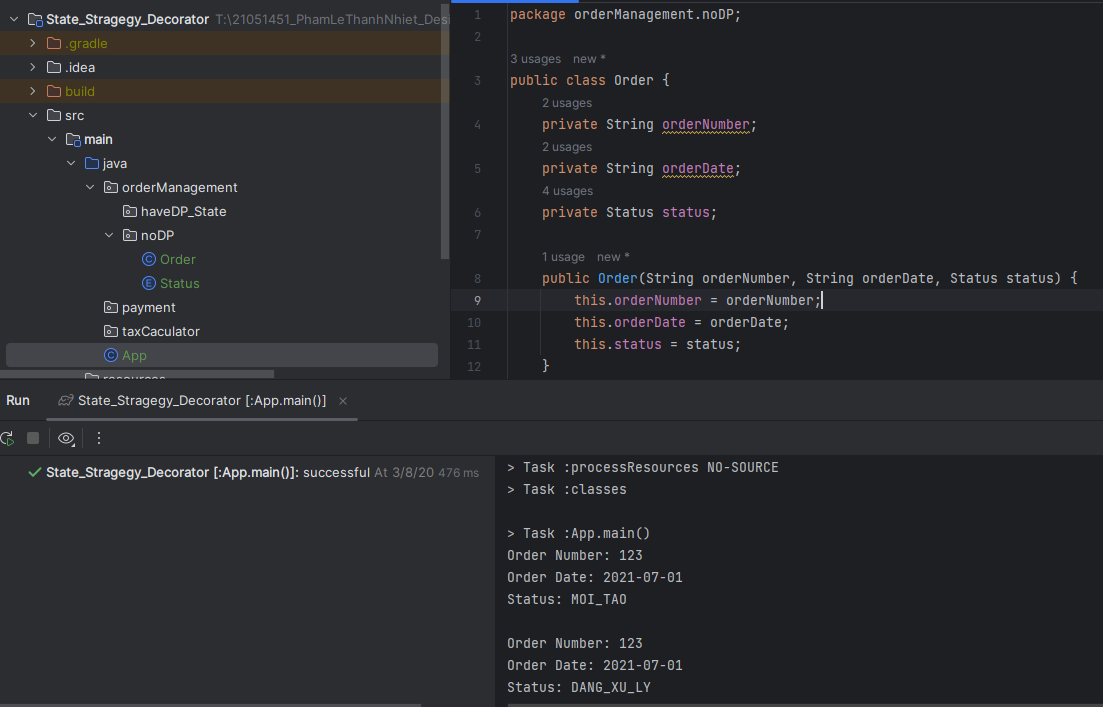 State_Stragegy_Decorator T:\21051451_PhamLeThanhNhiet_Des
.gradle
.idea
build
src
main
java
orderManagement
haveDP_State
noDP
Order
Status
payment
taxCaculator
App
resources
1 package orderManagement.noDP;
2
3 usages new *
3 public class Order {
2 usages
4 private String orderNumber;
2 usages
5 private String orderDate;
4 usages
6 private Status status;
7
1 usage new *
8 public Order(String orderNumber, String orderDate, Status status) {
9 this.orderNumber = orderNumber;
10 this.orderDate = orderDate;
11 this.status = status;
12 }
Run State_Stragegy_Decorator [:App.main()]
State_Stragegy_Decorator [:App.main()]: successful At 3/8/20 476 ms
> Task :processResources NO-SOURCE
> Task :classes
> Task :App.main()
Order Number: 123
Order Date: 2021-07-01
Status: MOI_TAO
Order Number: 123
Order Date: 2021-07-01
Status: DANG_XU_LY